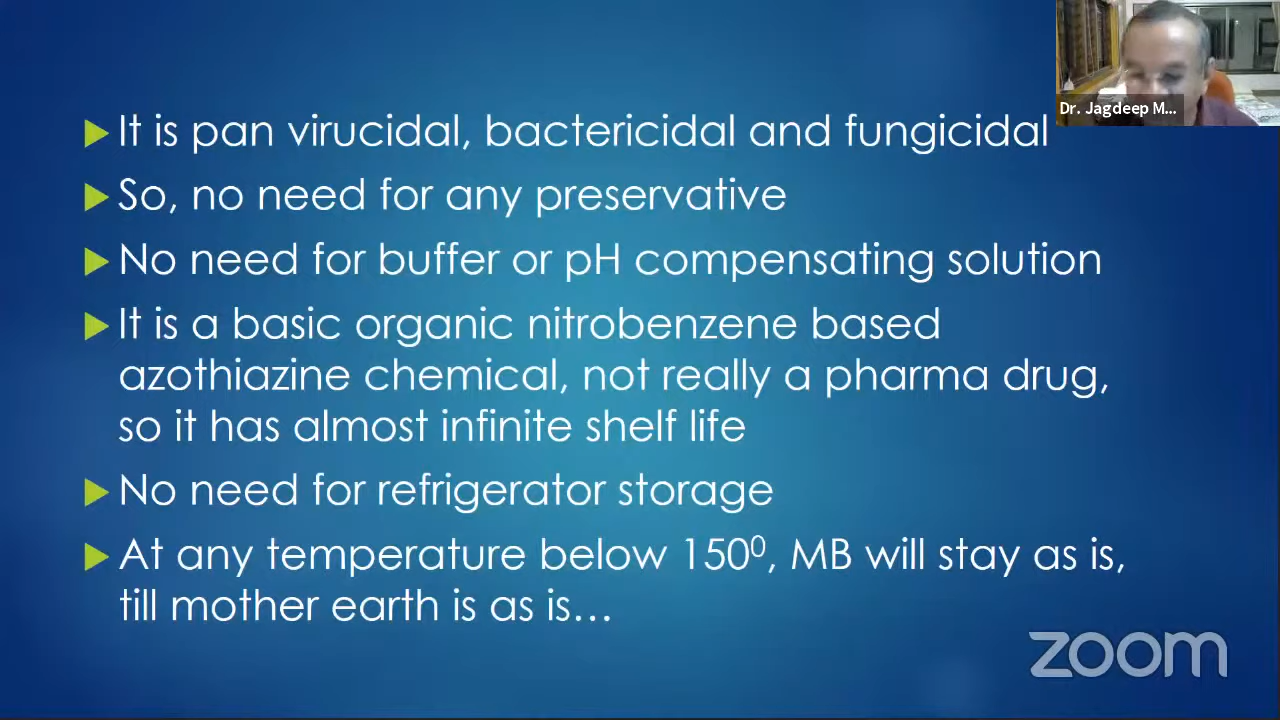 Dr. Jagdeep M...
It is pan virucidal, bactericidal and fungicidal
So, no need for any preservative
No need for buffer or pH compensating solution
It is a basic organic nitrobenzene based
azothiazine chemical, not really a pharma drug,
so it has almost infinite shelf life
No need for refrigerator storage
At any temperature below 150⁰, MB will stay as is,
till mother earth is as is...
zoom